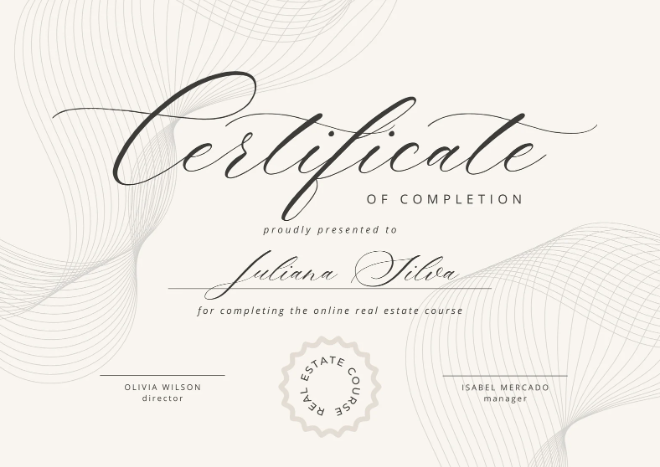 Certificate
OF COMPLETION
proudly presented to
Juliana Silva
for completing the online real estate course
REAL ESTATE COURSE
OLIVIA WILSON
director
ISABEL MERCADO
manager